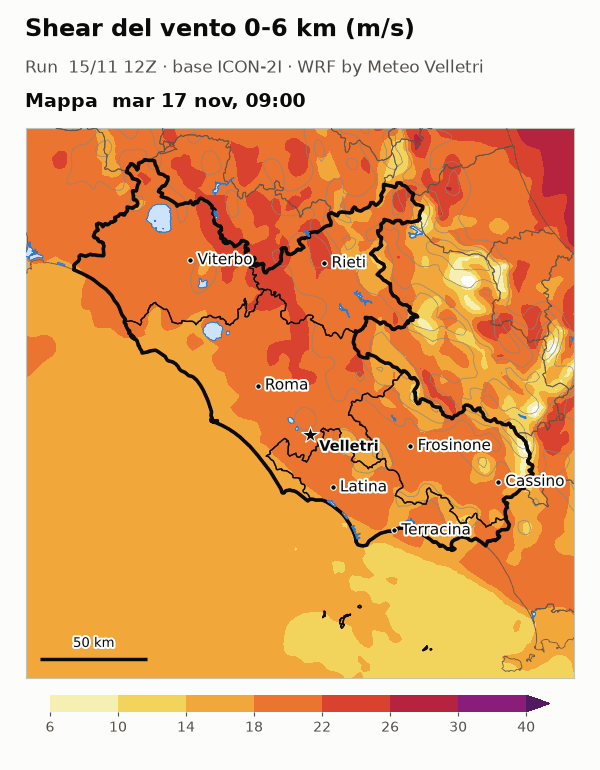 Shear del vento 0-6 km (m/s)
Run  15/11 12Z · base ICON-2I · WRF by Meteo Velletri
Mappa  mar 17 nov, 09:00
Viterbo
Rieti
Roma
Velletri
Frosinone
Latina
Cassino
Terracina
50 km
6 10 14 18 22 26 30 40